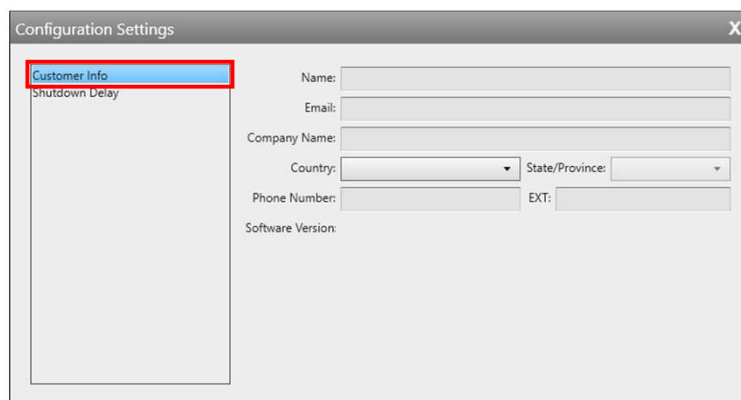 Configuration Settings X
Customer Info
Shutdown Delay
Name:
Email:
Company Name:
Country: State/Province:
Phone Number: EXT:
Software Version: